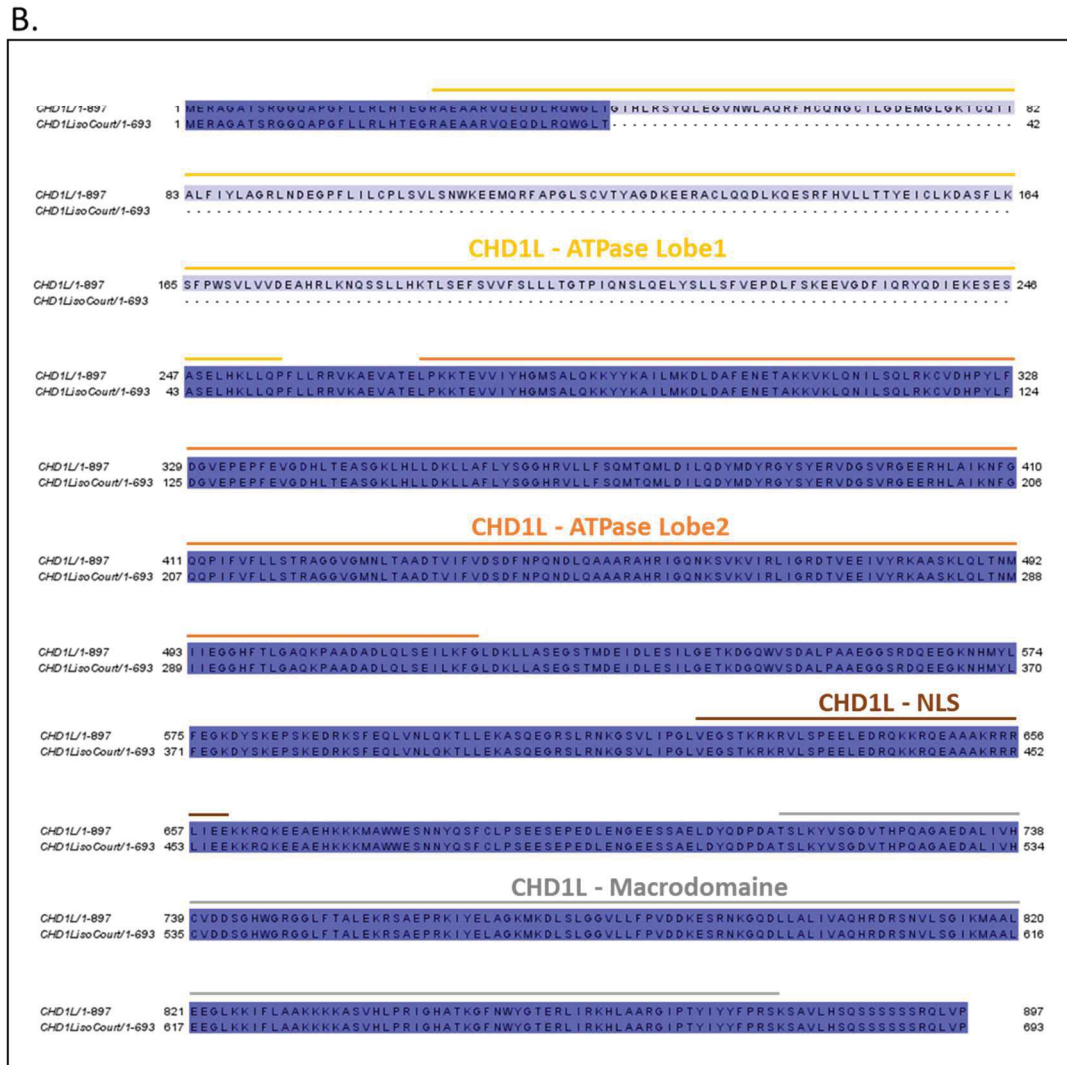 B.
CHD1L/1-897 1 MERAGATSRGGQAPGFLLRLHTEGRAEAARVQEQDLRQWGLTGIHLRSYQLEGVNWLAQRFHCQNGCILGDEMGLGKTCQTI 82
CHD1LisoCourt/1-693 1 MERAGATSRGGQAPGFLLRLHTEGRAEAARVQEQDLRQWGLT---------------------------------------- 42
CHD1L/1-897 83 ALFIYLAGRLNDEGPFLILCPLSVLSNWKEEMQRFAPGLSCVTYAGDKEERACLQQDLKQESRFHVLLTTYEICLKDASFLK 164
CHD1LisoCourt/1-693 ----------------------------------------------------------------------------------
CHD1L - ATPase Lobe1
CHD1L/1-897 165 SFPWSVLVVDEAHRLKNQSSLLHKTLSEFSVVFSLLLTGTPIQNSLQELYSLLSFVEPDLFSKEEVGDFIQRYQDIEKESES 246
CHD1LisoCourt/1-693 ----------------------------------------------------------------------------------
CHD1L/1-897 247 ASELHKLLQPFLLRRVKAEVATELPKKTEVVIYHGMSALQKKYYKAILMKDLDAFENETAKKVKLQNILSQLRKCVDHPYLF 328
CHD1LisoCourt/1-693 43 ASELHKLLQPFLLRRVKAEVATELPKKTEVVIYHGMSALQKKYYKAILMKDLDAFENETAKKVKLQNILSQLRKCVDHPYLF 124
CHD1L/1-897 329 DGVEPEPFEVGDHLTEASGKLHLLDKLLAFLYSGGHRVLLFSQMTQMLDILQDYMDYRGYSYERVDGSVRGEERHLAIKNFG 410
CHD1LisoCourt/1-693 125 DGVEPEPFEVGDHLTEASGKLHLLDKLLAFLYSGGHRVLLFSQMTQMLDILQDYMDYRGYSYERVDGSVRGEERHLAIKNFG 206
CHD1L - ATPase Lobe2
CHD1L/1-897 411 QQPIFVFLLSTRAGGVGMNLTAADTVIFVDSDFNPQNDLQAAARAHRIGQNKSVKVIRLIGRDTVEEIVYRKAASKLQLTNM 492
CHD1LisoCourt/1-693 207 QQPIFVFLLSTRAGGVGMNLTAADTVIFVDSDFNPQNDLQAAARAHRIGQNKSVKVIRLIGRDTVEEIVYRKAASKLQLTNM 288
CHD1L/1-897 493 IIEGGHFTLGAQKPAADADLQLSEILKFGLDKLLASEGSTMDEIDLESILGETKDGQWVSDALPAAEGGSRDQEEGKNHMYL 574
CHD1LisoCourt/1-693 289 IIEGGHFTLGAQKPAADADLQLSEILKFGLDKLLASEGSTMDEIDLESILGETKDGQWVSDALPAAEGGSRDQEEGKNHMYL 370
CHD1L - NLS
CHD1L/1-897 575 FEGKDYSKEPSKEDRKSFEQLVNLQKTLLEKASQEGRSLRNKGSVLIPGLVEGSTKRKRVLSPEELEDRQKKRQEAAAKRRR 656
CHD1LisoCourt/1-693 371 FEGKDYSKEPSKEDRKSFEQLVNLQKTLLEKASQEGRSLRNKGSVLIPGLVEGSTKRKRVLSPEELEDRQKKRQEAAAKRRR 452
CHD1L/1-897 657 LIEEKKRQKEEAEHKKKMAWWESNNYQSFCLPSEESEPEDLENGEESSAELDYQDPDATSLKYVSGDVTHPQAGAEDALIVH 738
CHD1LisoCourt/1-693 453 LIEEKKRQKEEAEHKKKMAWWESNNYQSFCLPSEESEPEDLENGEESSAELDYQDPDATSLKYVSGDVTHPQAGAEDALIVH 534
CHD1L - Macrodomaine
CHD1L/1-897 739 CVDDSGHWGRGGLFTALEKRSAEPRKIYELAGKMKDLSLGGVLLFPVDDKESRNKGQDLLALIVAQHRDRSNVLSGIKMAAL 820
CHD1LisoCourt/1-693 535 CVDDSGHWGRGGLFTALEKRSAEPRKIYELAGKMKDLSLGGVLLFPVDDKESRNKGQDLLALIVAQHRDRSNVLSGIKMAAL 616
CHD1L/1-897 821 EEGLKKIFLAAKKKKASVHLPRIGHATKGFNWYGTERLIRKHLAARGIPTYIYYFPRSKSAVLHSQSSSSSSRQLVP 897
CHD1LisoCourt/1-693 617 EEGLKKIFLAAKKKKASVHLPRIGHATKGFNWYGTERLIRKHLAARGIPTYIYYFPRSKSAVLHSQSSSSSSRQLVP 693